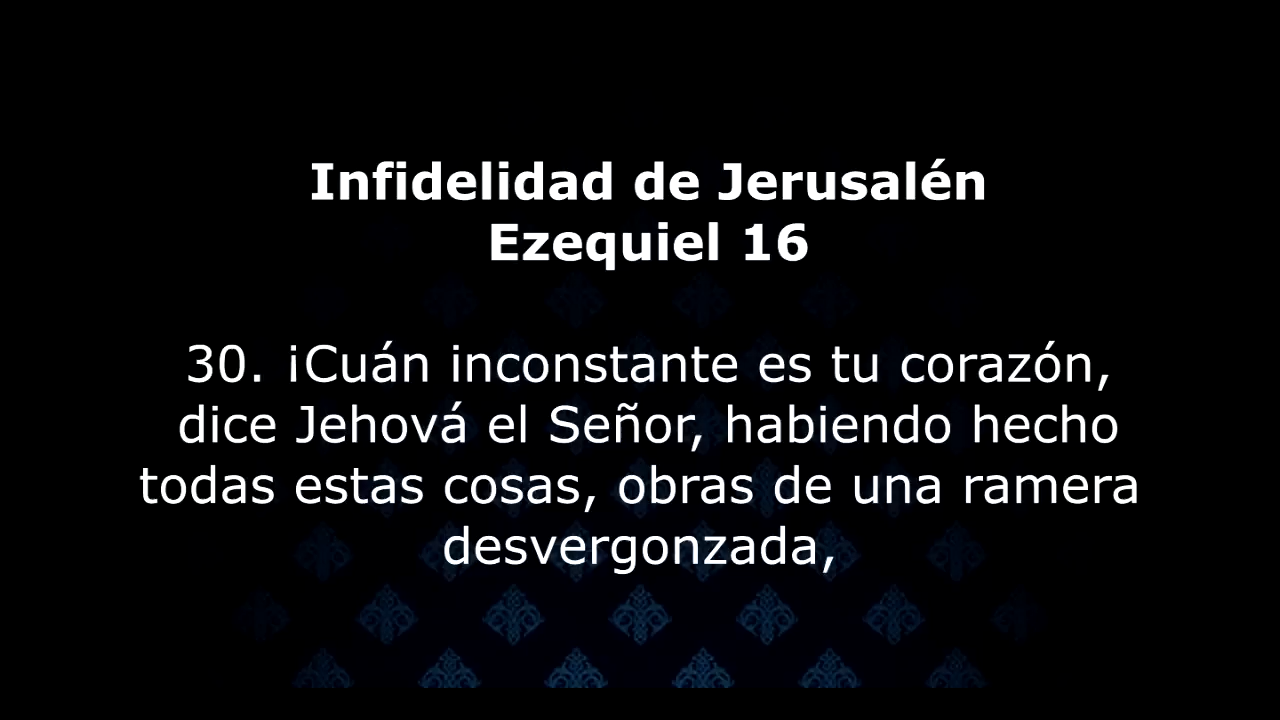 Infidelidad de Jerusalén
Ezequiel 16
30. ¡Cuán inconstante es tu corazón,
dice Jehová el Señor, habiendo hecho
todas estas cosas, obras de una ramera
desvergonzada,